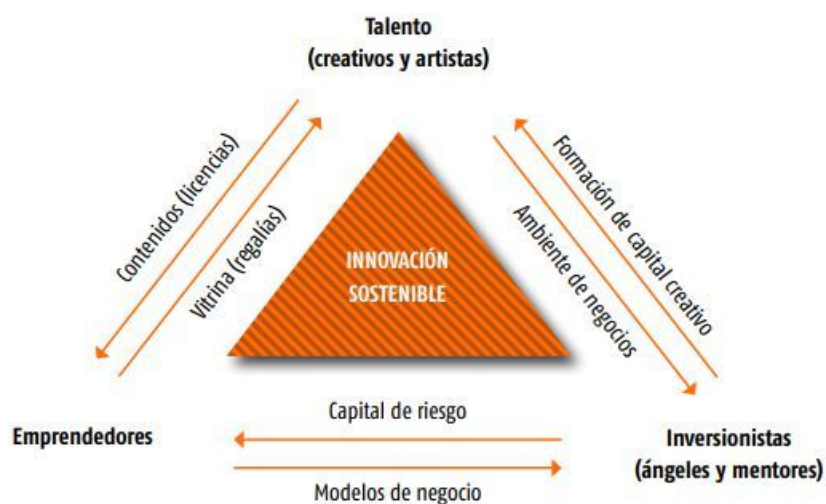 Talento
(creativos y artistas)
Contenidos (licencias)
Vitrina (regalías)
Formación de capital creativo
Ambiente de negocios
INNOVACIÓN
SOSTENIBLE
Capital de riesgo
Emprendedores
Inversionistas
(ángeles y mentores)
Modelos de negocio